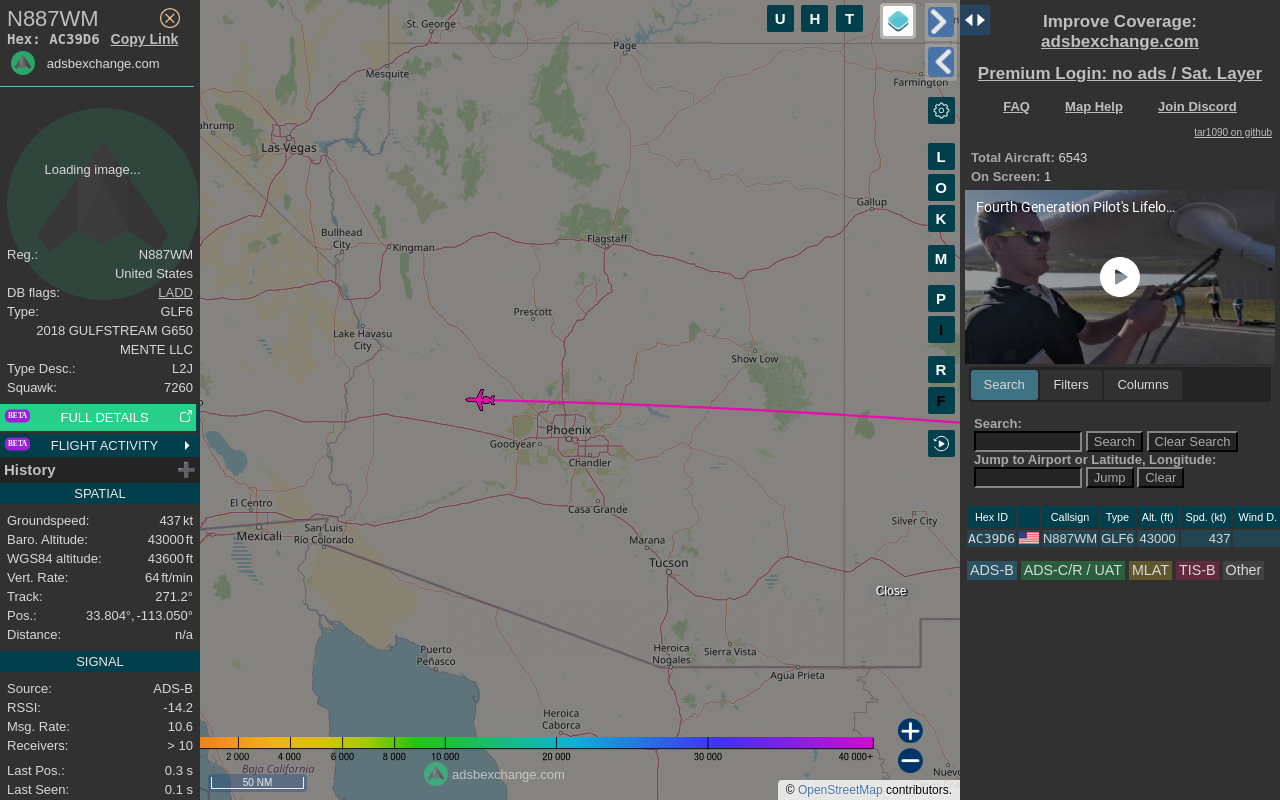 N887WM
Hex: AC39D6 Copy Link
adsbexchange.com
Loading image...
Reg.: N887WM
United States
DB flags: LADD
Type: GLF6
2018 GULFSTREAM G650
MENTE LLC
Type Desc.: L2J
Squawk: 7260
BETA FULL DETAILS
BETA FLIGHT ACTIVITY
History
SPATIAL
Groundspeed: 437 kt
Baro. Altitude: 43000 ft
WGS84 altitude: 43600 ft
Vert. Rate: 64 ft/min
Track: 271.2°
Pos.: 33.804°, -113.050°
Distance: n/a
SIGNAL
Source: ADS-B
RSSI: -14.2
Msg. Rate: 10.6
Receivers: > 10
Last Pos.: 0.3 s
Last Seen: 0.1 s
U H T
L
O
K
M
P
I
R
F
St. George
Page
Mesquite
Farmington
ahrump
Las Vegas
Gallup
Bullhead
City
Kingman
Flagstaff
Prescott
Lake Havasu
City
Show Low
Phoenix
Goodyear
Chandler
Casa Grande
El Centro
Mexicali
San Luis
Río Colorado
Silver City
Marana
Tucson
Close
Puerto
Peñasco
Heroica
Nogales
Sierra Vista
Agua Prieta
Heroica
Caborca
Nuevo
Baja California
2 000 4 000 6 000 8 000 10 000 20 000 30 000 40 000+
adsbexchange.com
50 NM
© OpenStreetMap contributors.
Improve Coverage:
adsbexchange.com
Premium Login: no ads / Sat. Layer
FAQ Map Help Join Discord
tar1090 on github
Total Aircraft: 6543
On Screen: 1
Fourth Generation Pilot's Lifelo...
Search Filters Columns
Search:
Search Clear Search
Jump to Airport or Latitude, Longitude:
Jump Clear
Hex ID Callsign Type Alt. (ft) Spd. (kt) Wind D.
AC39D6 N887WM GLF6 43000 437
ADS-B ADS-C/R / UAT MLAT TIS-B Other